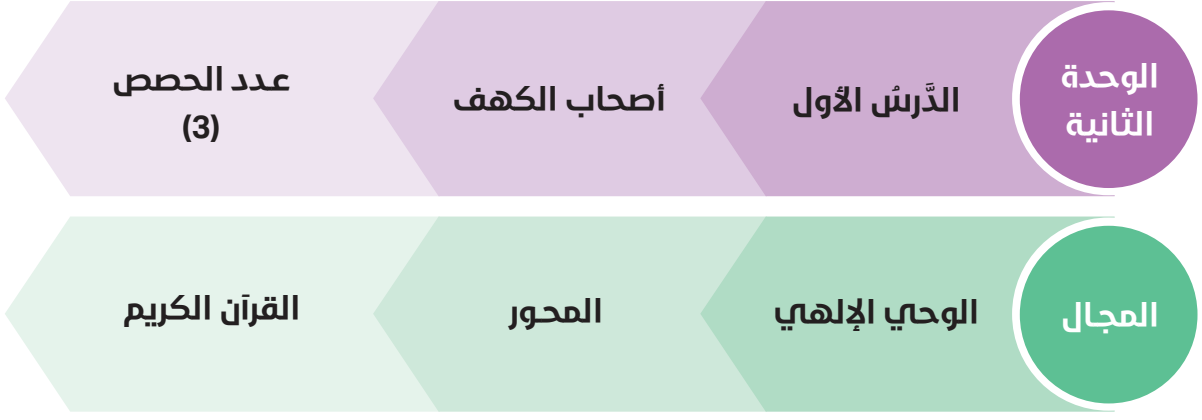 الوحدة
الثانية
الدَّرسُ الأول
أصحاب الكهف
عدد الحصص
(3)
المجال
الوحي الإلهي
المحور
القرآن الكريم